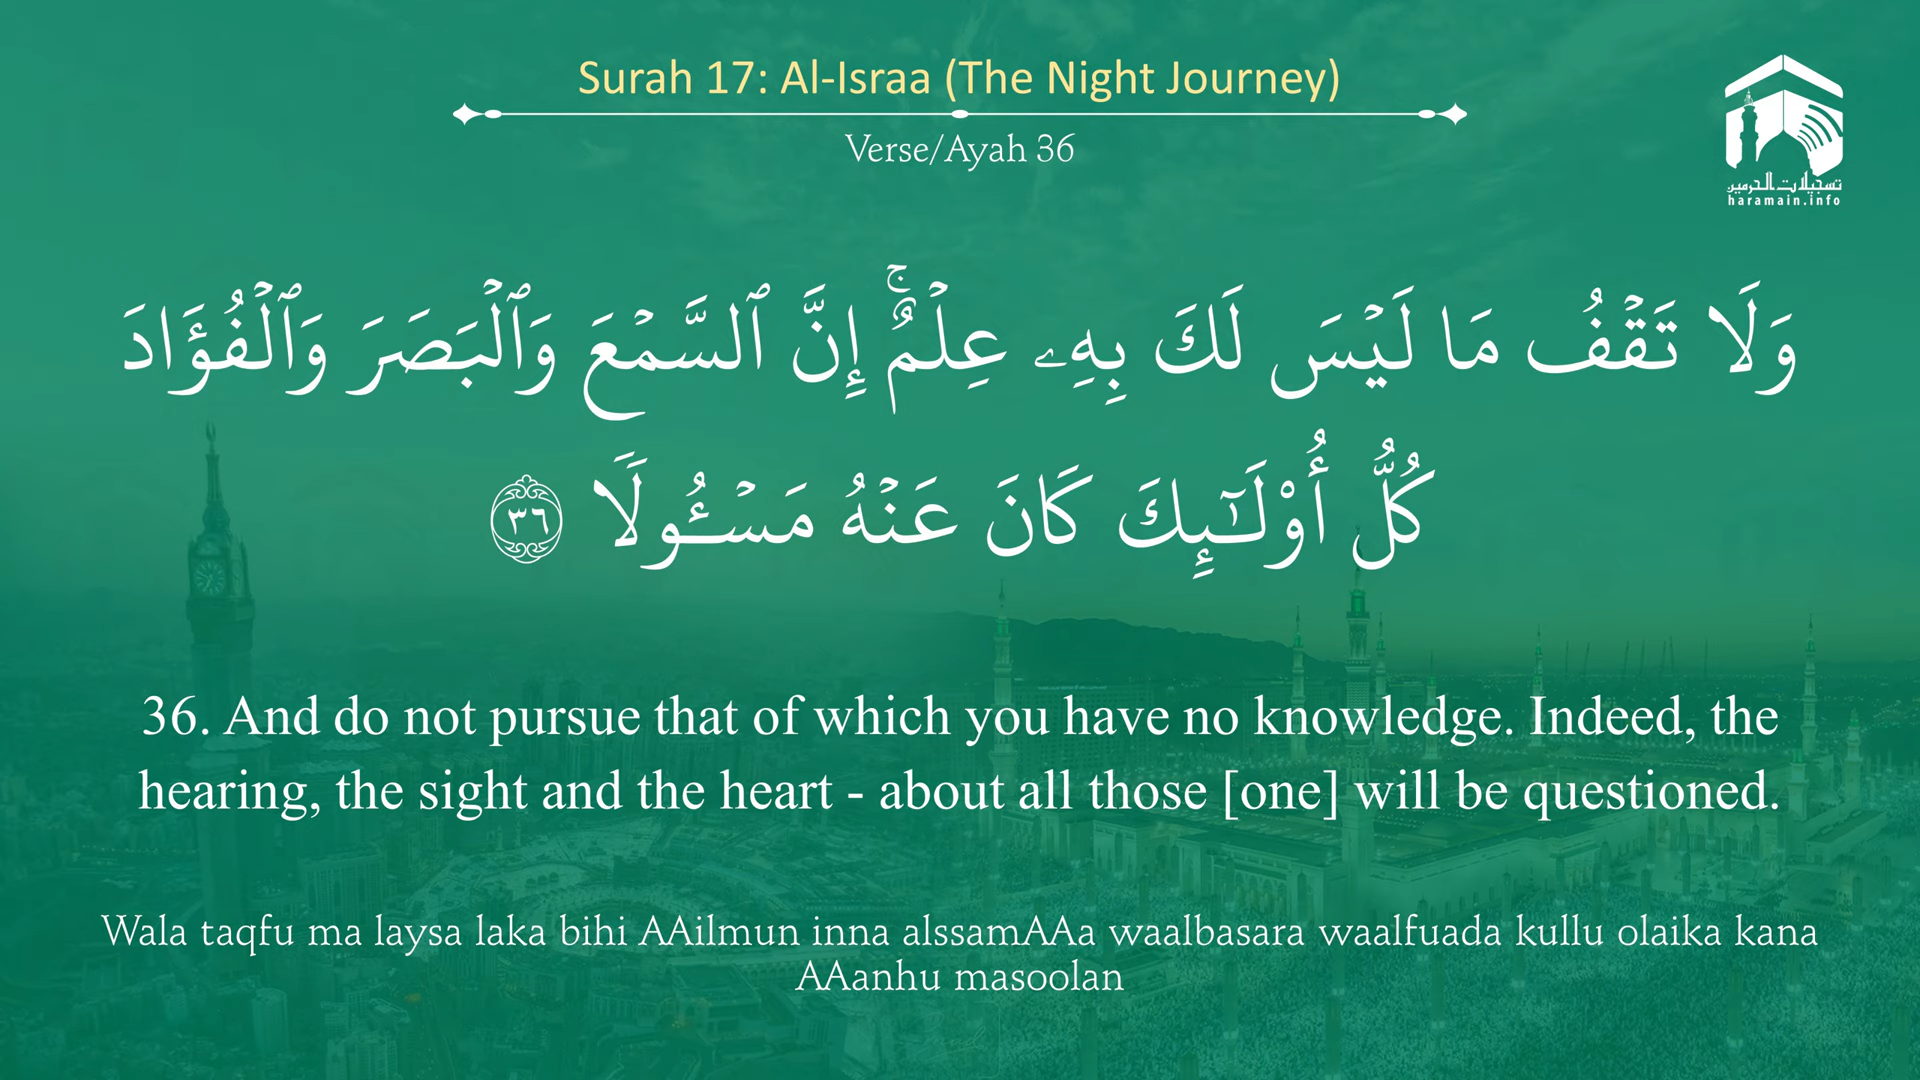 Surah 17: Al-Israa (The Night Journey)
Verse/Ayah 36
تسجيلات الحرمين
haramain.info
وَلَا تَقۡفُ مَا لَيۡسَ لَكَ بِهِۦ عِلۡمٌۚ إِنَّ ٱلسَّمۡعَ وَٱلۡبَصَرَ وَٱلۡفُؤَادَ
كُلُّ أُوْلَٰٓئِكَ كَانَ عَنۡهُ مَسۡـُٔولًا ٣٦
36. And do not pursue that of which you have no knowledge. Indeed, the
hearing, the sight and the heart - about all those [one] will be questioned.
Wala taqfu ma laysa laka bihi AAilmun inna alssamAAa waalbasara waalfuada kullu olaika kana
AAanhu masoolan